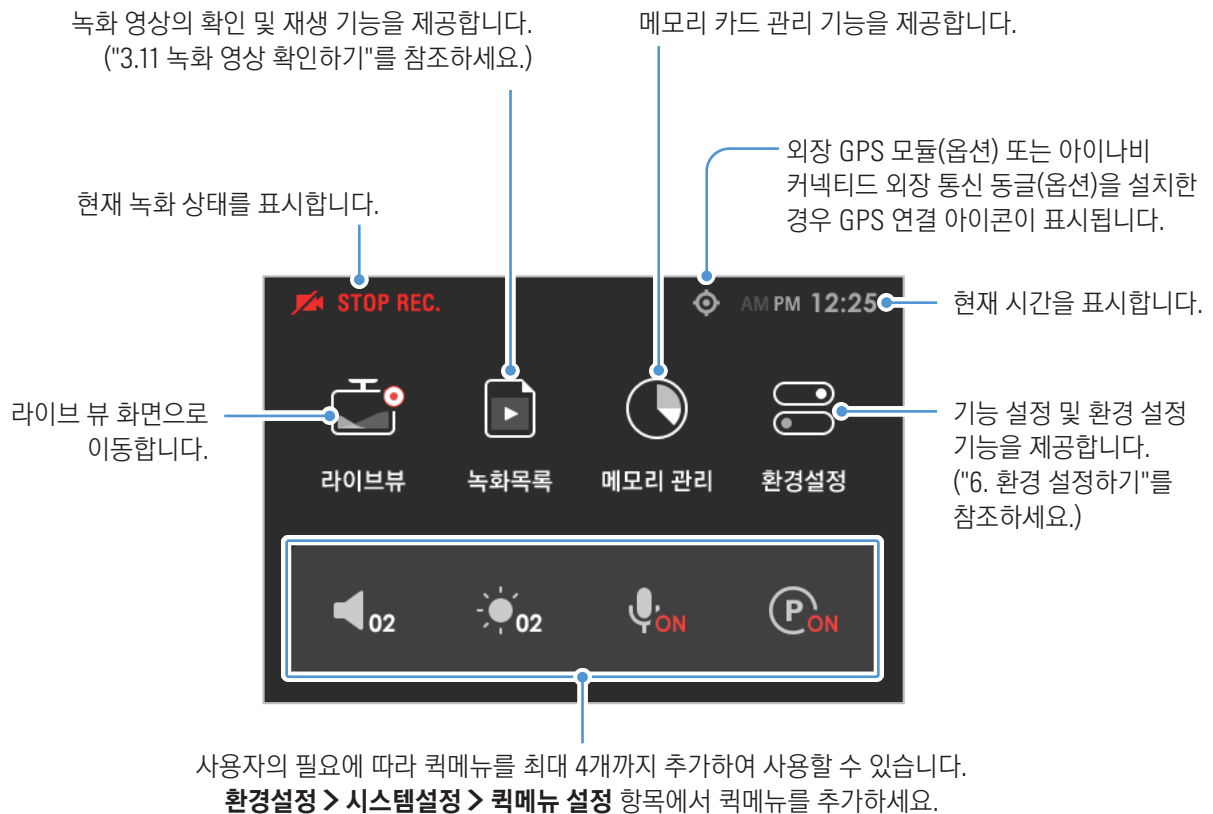 녹화 영상의 확인 및 재생 기능을 제공합니다.
("3.11 녹화 영상 확인하기"를 참조하세요.)
메모리 카드 관리 기능을 제공합니다.
외장 GPS 모듈(옵션) 또는 아이나비
커넥티드 외장 통신 동글(옵션)을 설치한
경우 GPS 연결 아이콘이 표시됩니다.
현재 녹화 상태를 표시합니다.
STOP REC.
AM PM 12:25
현재 시간을 표시합니다.
라이브 뷰 화면으로
이동합니다.
기능 설정 및 환경 설정
기능을 제공합니다.
("6. 환경 설정하기"를
참조하세요.)
라이브뷰
녹화목록
메모리 관리
환경설정
02
02
ON
P ON
사용자의 필요에 따라 퀵메뉴를 최대 4개까지 추가하여 사용할 수 있습니다.
환경설정 > 시스템설정 > 퀵메뉴 설정 항목에서 퀵메뉴를 추가하세요.